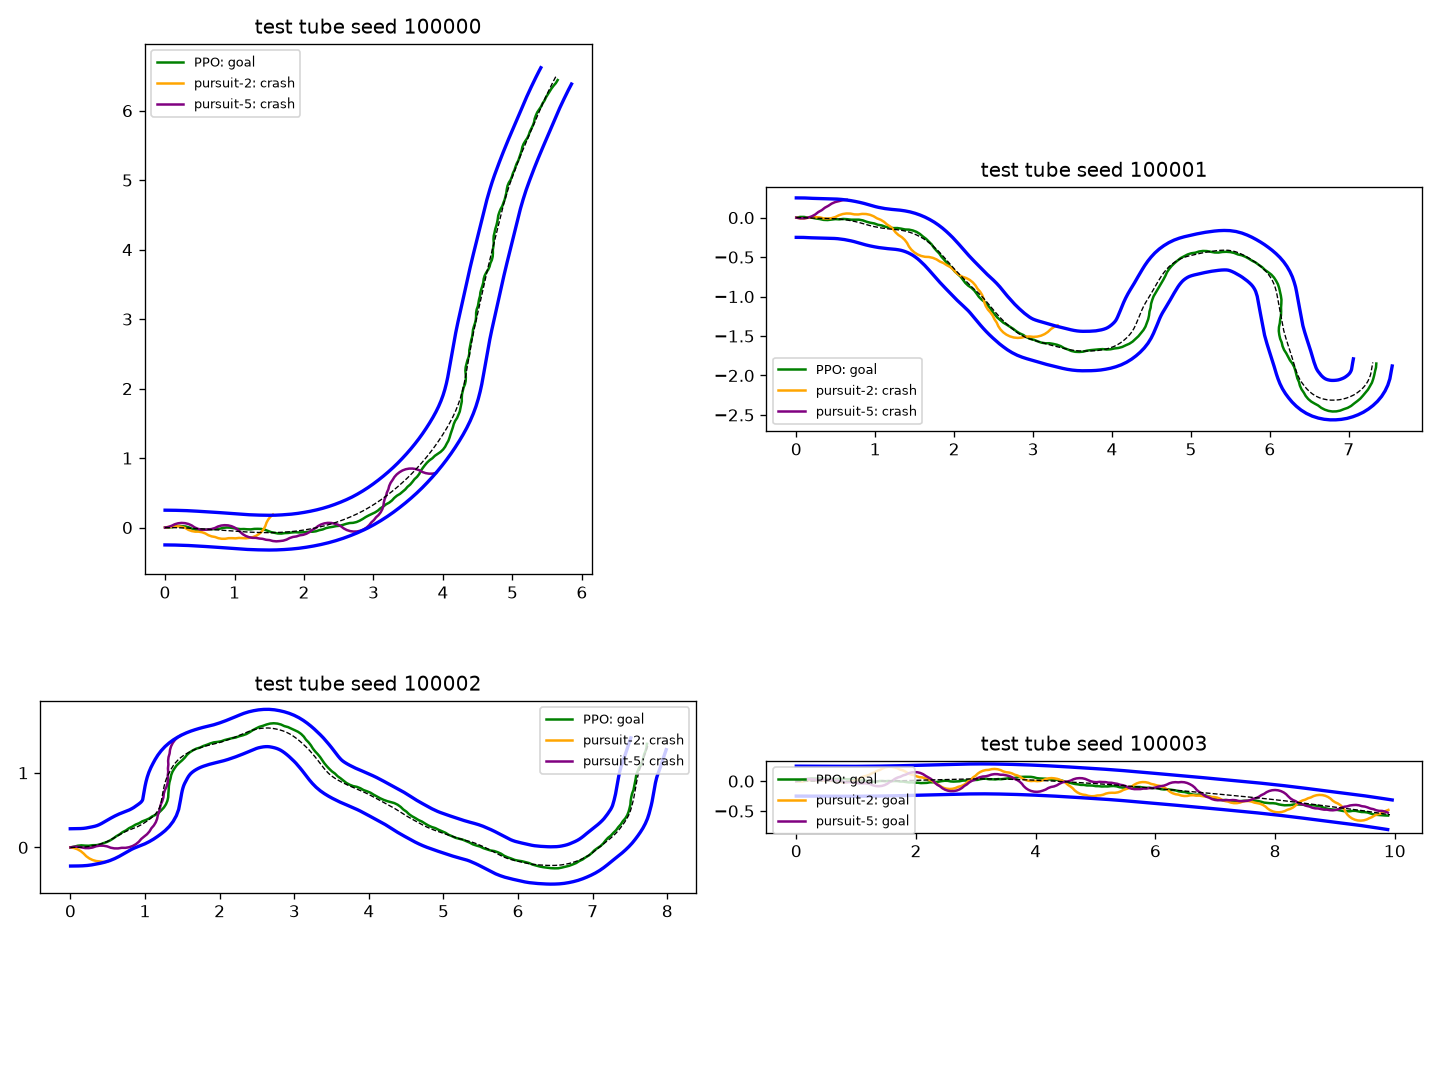 test tube seed 100000
PPO: goal
pursuit-2: crash
pursuit-5: crash
6
5
4
3
2
1
0
0 1 2 3 4 5 6
test tube seed 100001
0.0
−0.5
−1.0
−1.5
−2.0
−2.5
PPO: goal
pursuit-2: crash
pursuit-5: crash
0 1 2 3 4 5 6 7
test tube seed 100002
PPO: goal
pursuit-2: crash
pursuit-5: crash
1
0
0 1 2 3 4 5 6 7 8
test tube seed 100003
0.0
−0.5
PPO: goal
pursuit-2: goal
pursuit-5: goal
0 2 4 6 8 10